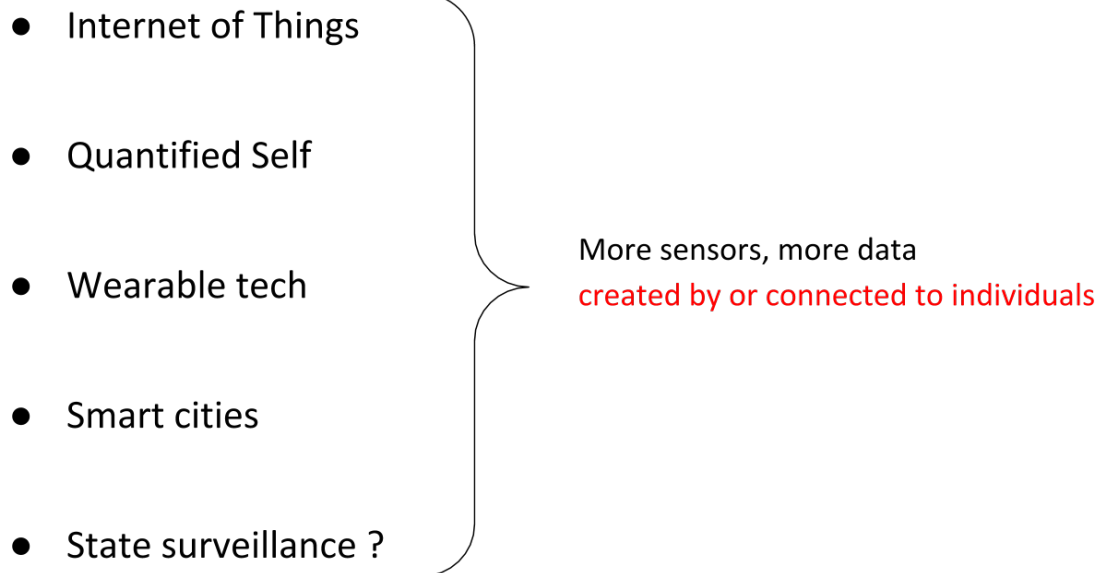 ● Internet of Things
● Quantified Self
● Wearable tech
● Smart cities
● State surveillance ?
More sensors, more data
created by or connected to individuals